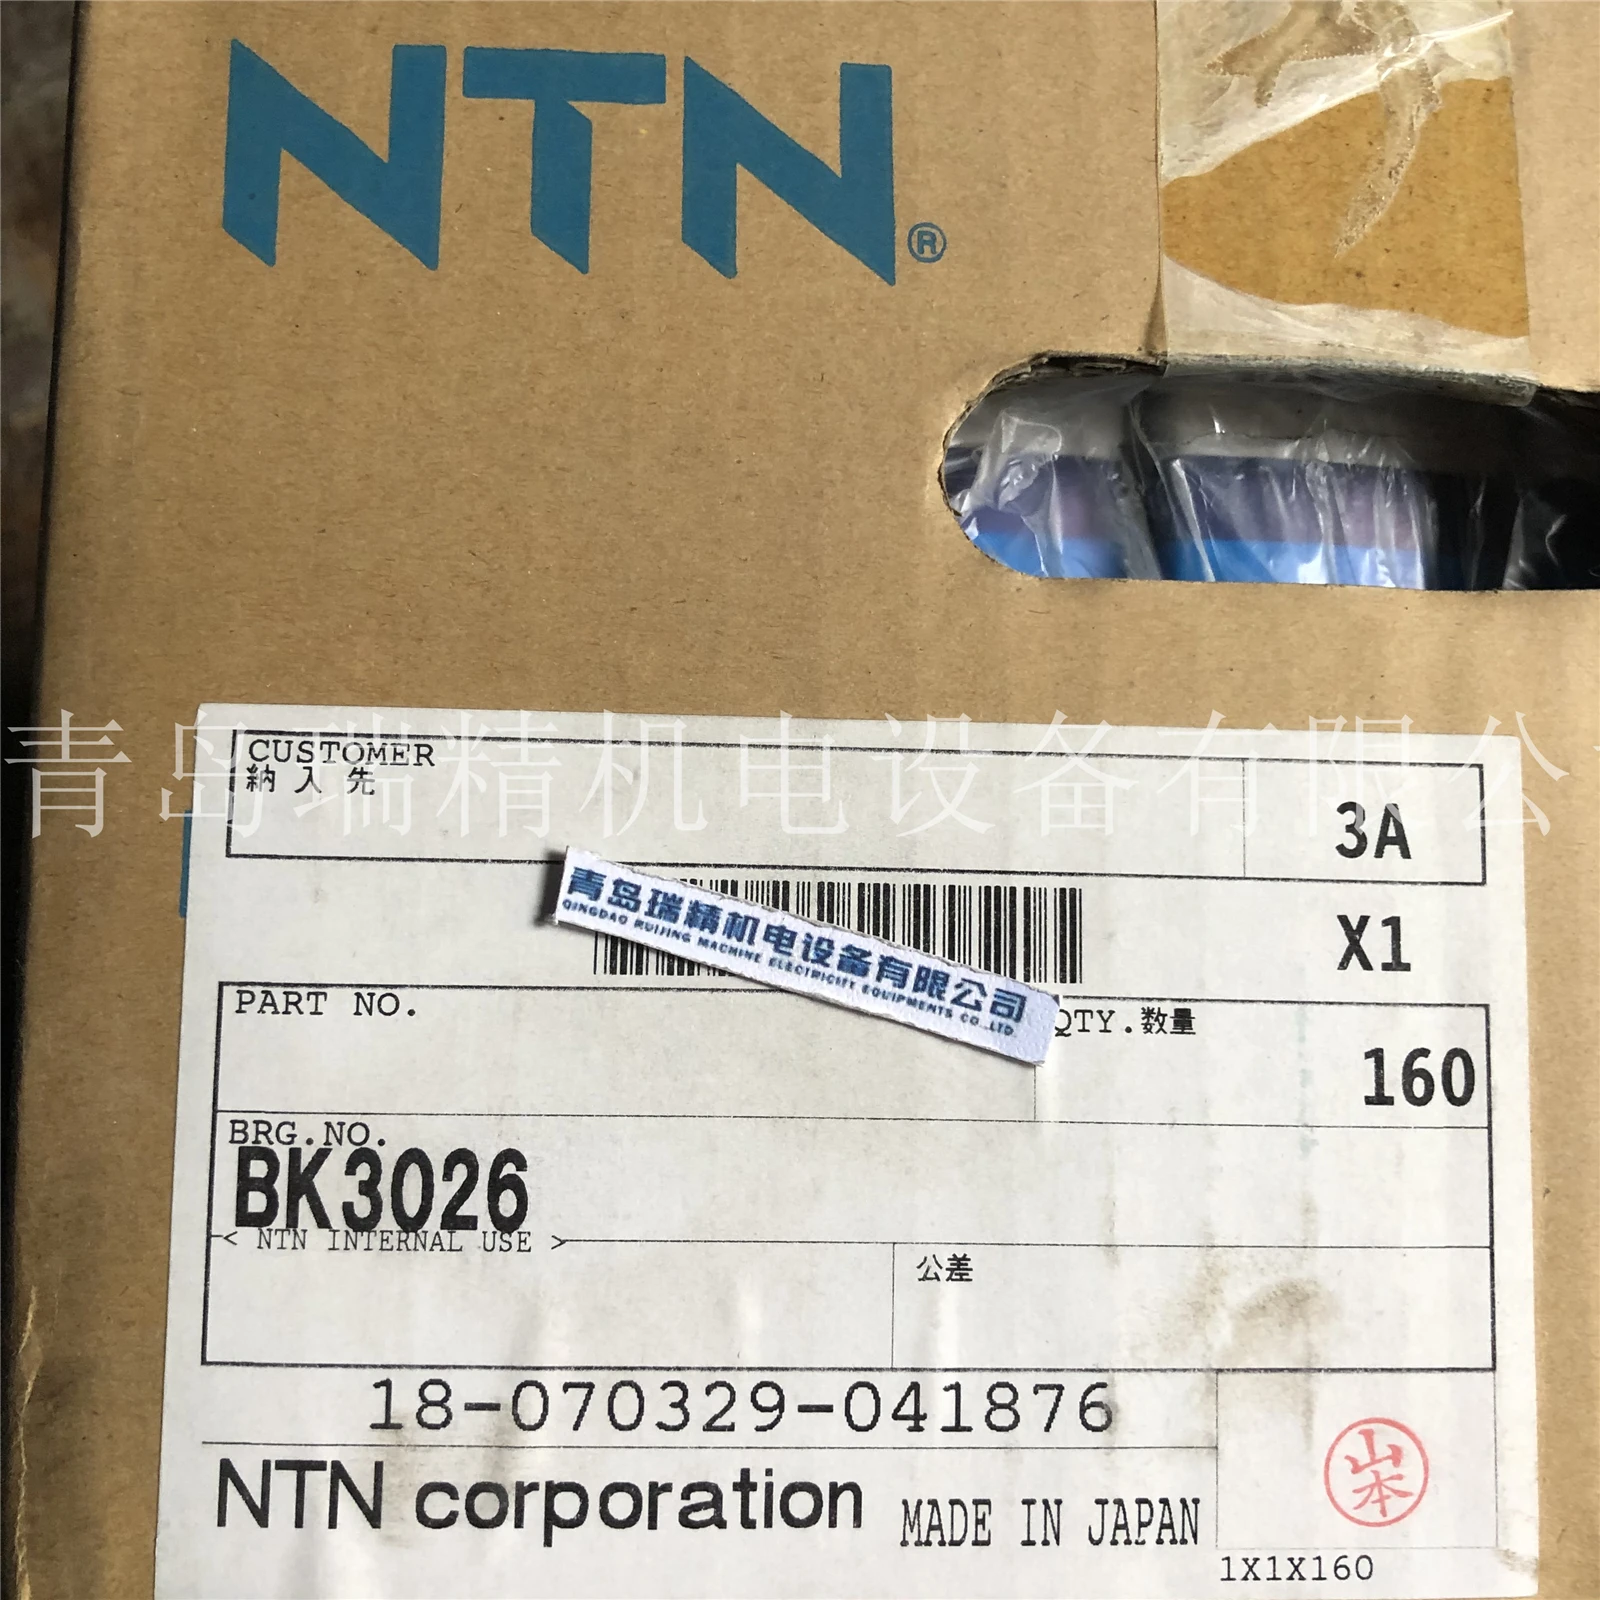 NTN®
青岛瑞精机电设备有限公
CUSTOMER
納入先
3A
X1
青岛瑞精机电设备有限公司
QINGDAO RUIJING MACHINE ELECTRICITY EQUIPMENTS CO.,LTD.
PART NO.
QTY.数量
160
BRG.NO.
BK3026
< NTN INTERNAL USE >
公差
18-070329-041876
NTN corporation MADE IN JAPAN
山本
1X1X160